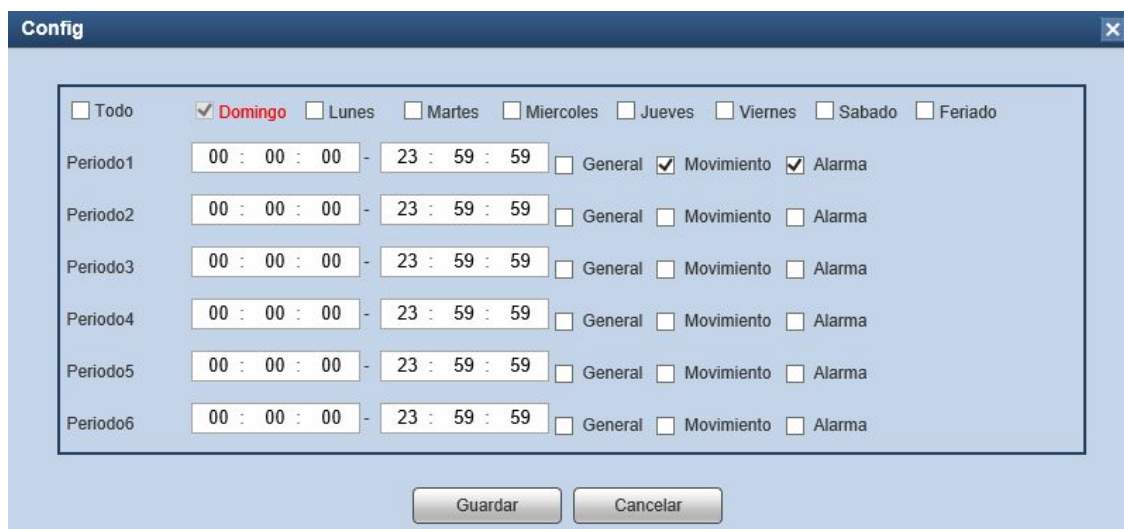 Config
Todo Domingo Lunes Martes Miercoles Jueves Viernes Sabado Feriado
Periodo1 00 : 00 : 00 - 23 : 59 : 59 General Movimiento Alarma
Periodo2 00 : 00 : 00 - 23 : 59 : 59 General Movimiento Alarma
Periodo3 00 : 00 : 00 - 23 : 59 : 59 General Movimiento Alarma
Periodo4 00 : 00 : 00 - 23 : 59 : 59 General Movimiento Alarma
Periodo5 00 : 00 : 00 - 23 : 59 : 59 General Movimiento Alarma
Periodo6 00 : 00 : 00 - 23 : 59 : 59 General Movimiento Alarma
Guardar Cancelar